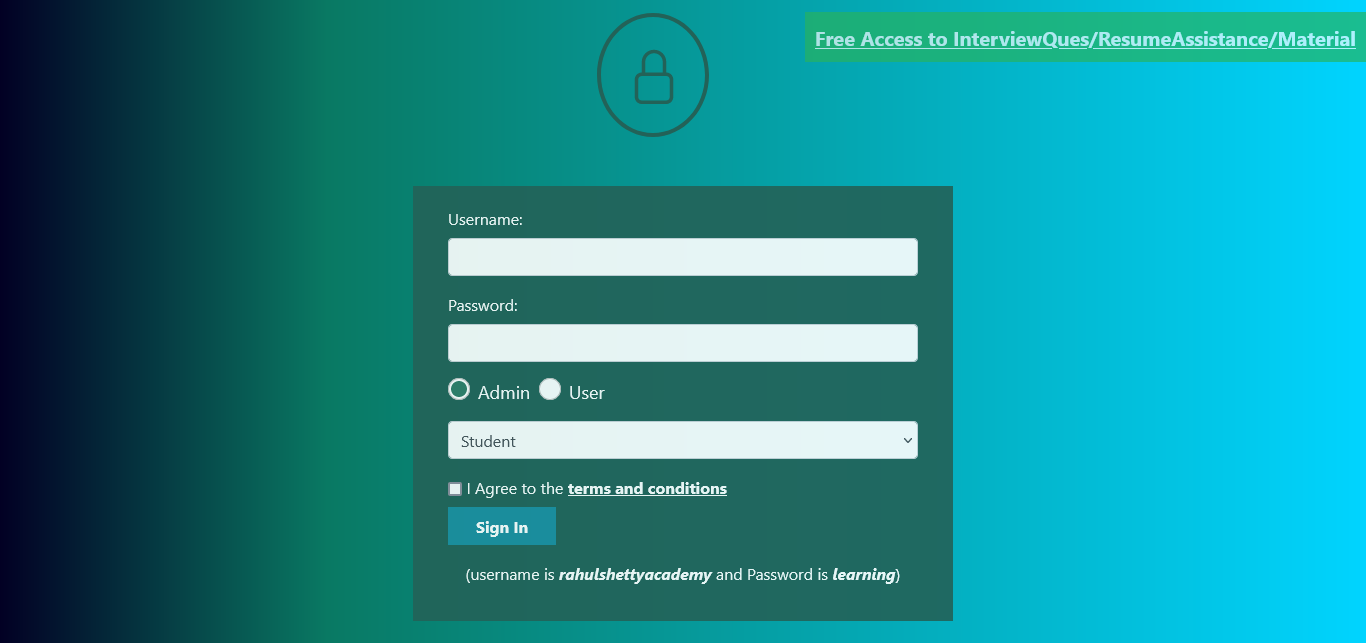 Free Access to InterviewQues/ResumeAssistance/Material
Username:
Password:
Admin User
Student
I Agree to the terms and conditions
Sign In
(username is rahulshettyacademy and Password is learning)